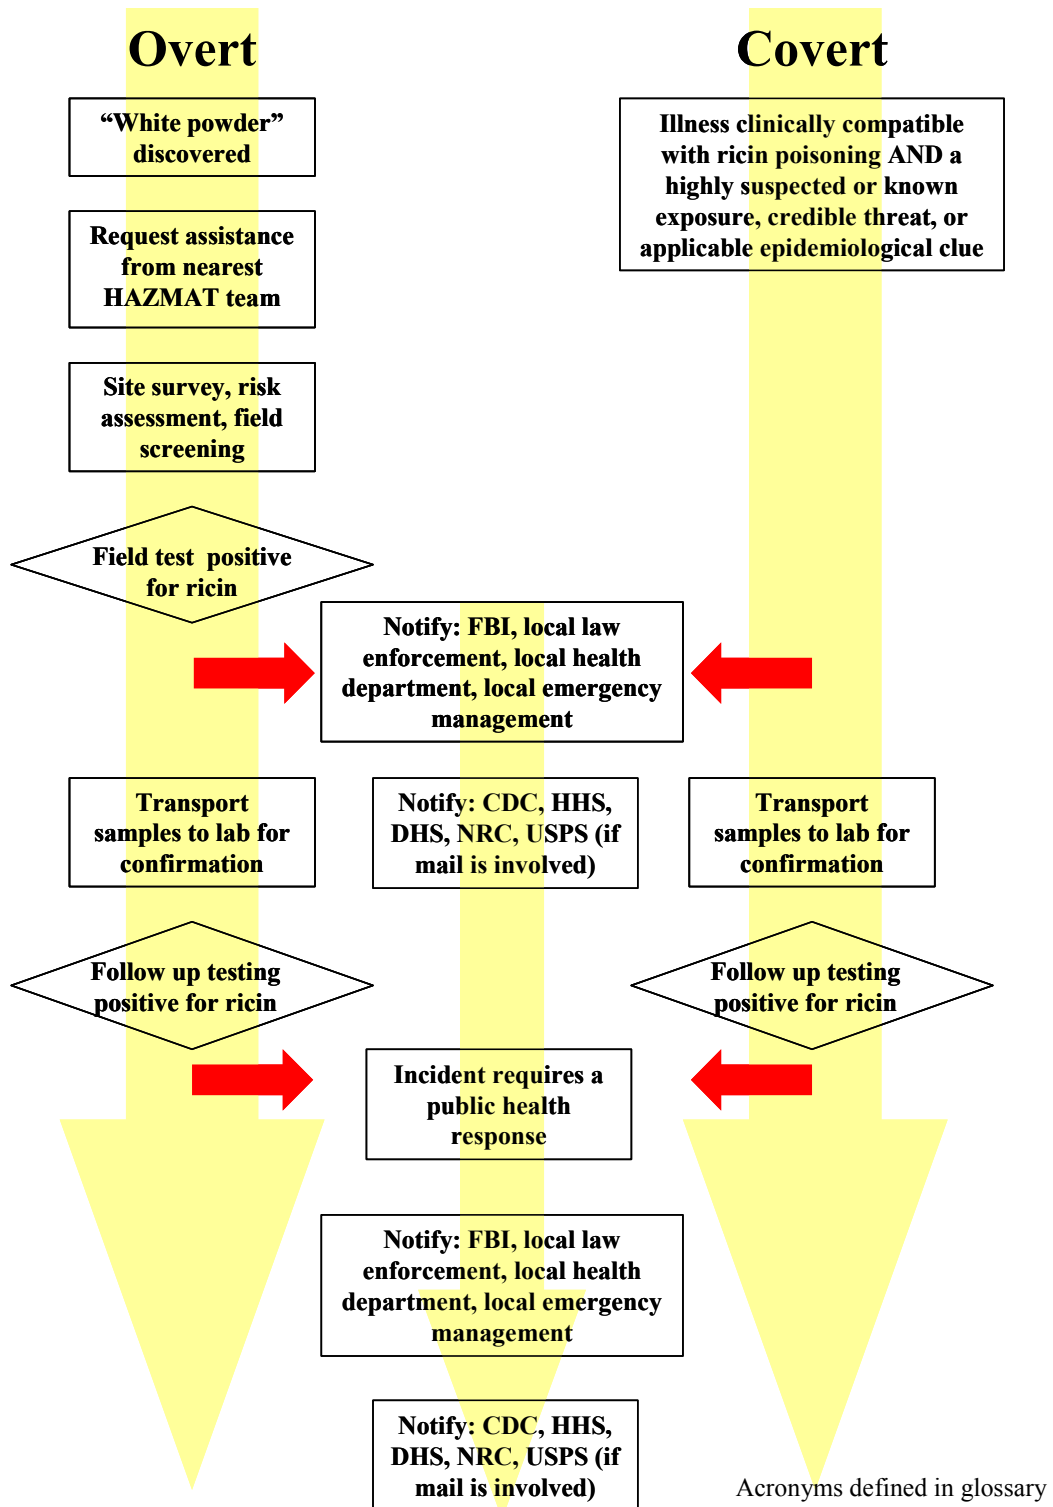 Overt
Covert
“White powder”
discovered
Illness clinically compatible
with ricin poisoning AND a
highly suspected or known
exposure, credible threat, or
applicable epidemiological clue
Request assistance
from nearest
HAZMAT team
Site survey, risk
assessment, field
screening
Field test positive
for ricin
Notify: FBI, local law
enforcement, local health
department, local emergency
management
Transport
samples to lab for
confirmation
Notify: CDC, HHS,
DHS, NRC, USPS (if
mail is involved)
Transport
samples to lab for
confirmation
Follow up testing
positive for ricin
Follow up testing
positive for ricin
Incident requires a
public health
response
Notify: FBI, local law
enforcement, local health
department, local emergency
management
Notify: CDC, HHS,
DHS, NRC, USPS (if
mail is involved)
Acronyms defined in glossary